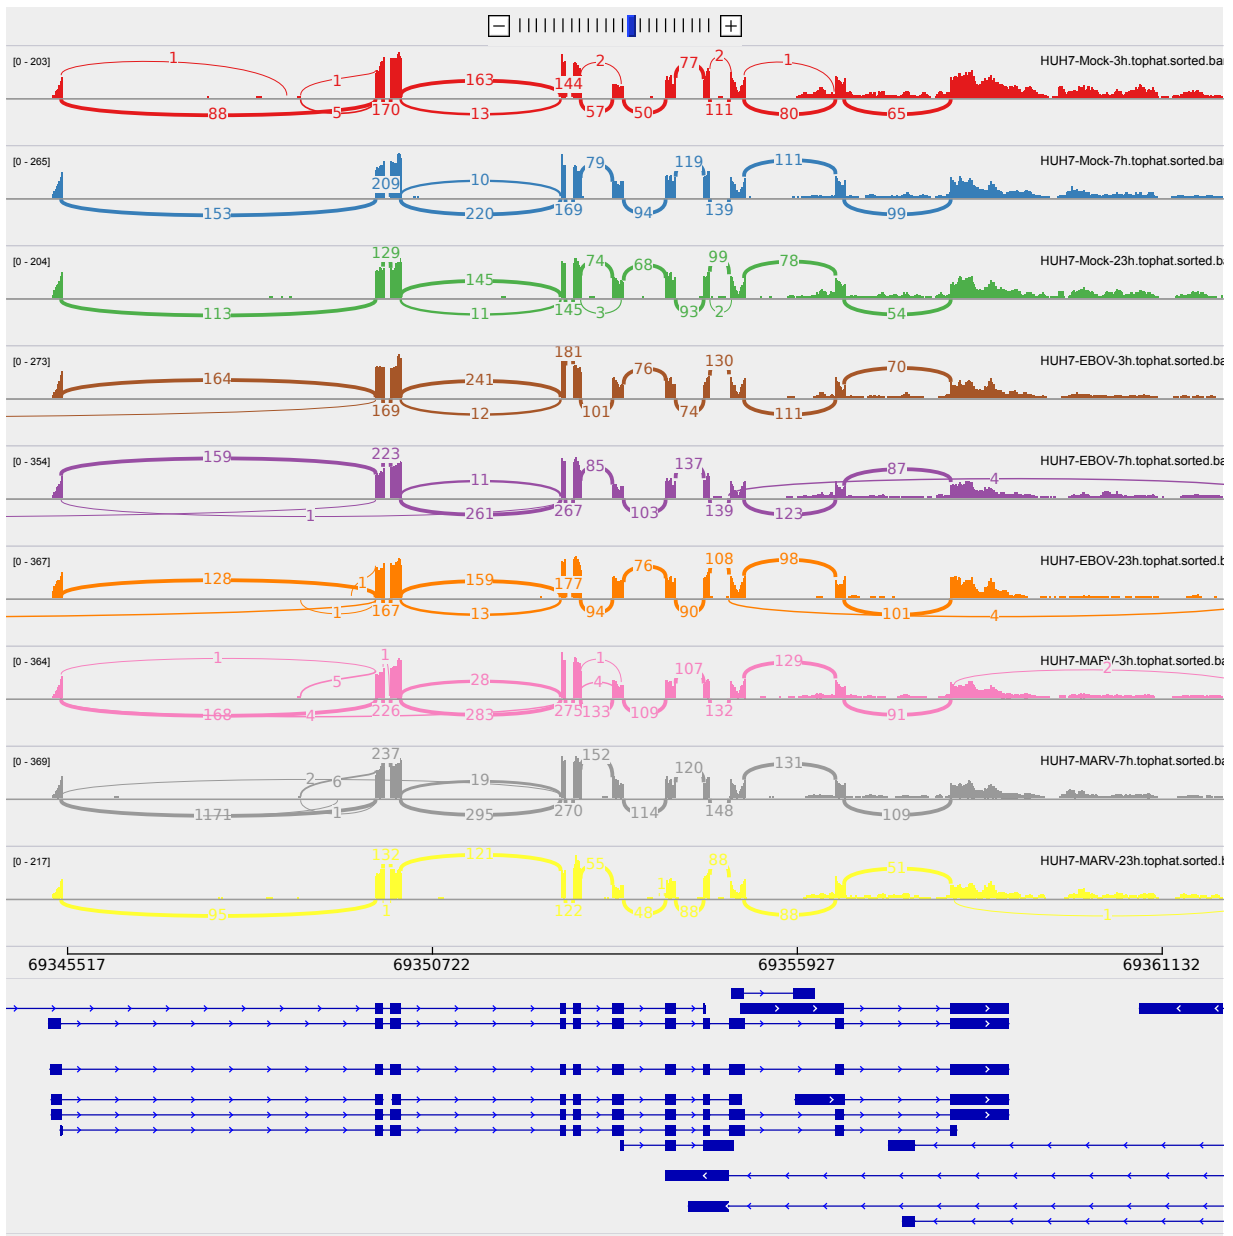 [0 - 203] HUH7-Mock-3h.tophat.sorted.ba
1 1 163 144 2 77 2 1
88 5 170 13 57 50 111 80 65
[0 - 265] HUH7-Mock-7h.tophat.sorted.ba
209 10 79 119 111
153 220 169 94 139 99
[0 - 204] HUH7-Mock-23h.tophat.sorted.b
129 145 74 68 99 78
113 11 145 3 93 2 54
[0 - 273] HUH7-EBOV-3h.tophat.sorted.ba
164 241 181 76 130 70
169 12 101 74 111
[0 - 354] HUH7-EBOV-7h.tophat.sorted.ba
159 223 11 85 137 87 4
1 261 267 103 139 123
[0 - 367] HUH7-EBOV-23h.tophat.sorted.b
128 1 159 177 76 108 98
1 167 13 94 90 101 4
[0 - 364] HUH7-MARV-3h.tophat.sorted.ba
1 5 1 28 1 4 107 129 2
168 4 226 283 275 133 109 132 91
[0 - 369] HUH7-MARV-7h.tophat.sorted.ba
2 6 237 19 152 120 131
1171 1 295 270 114 148 109
[0 - 217] HUH7-MARV-23h.tophat.sorted.b
132 121 55 88 51
95 1 122 48 88 88 1
69345517 69350722 69355927 69361132